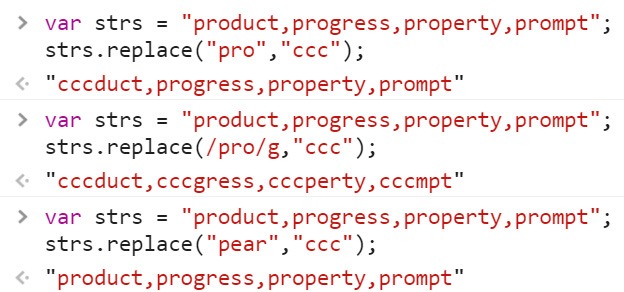 > var strs = "product,progress,property,prompt";
strs.replace("pro","ccc");
<· "cccduct,progress,property,prompt"
> var strs = "product,progress,property,prompt";
strs.replace(/pro/g,"ccc");
<· "cccduct,cccgress,cccperty,cccmpt"
> var strs = "product,progress,property,prompt";
strs.replace("pear","ccc");
<· "product,progress,property,prompt"